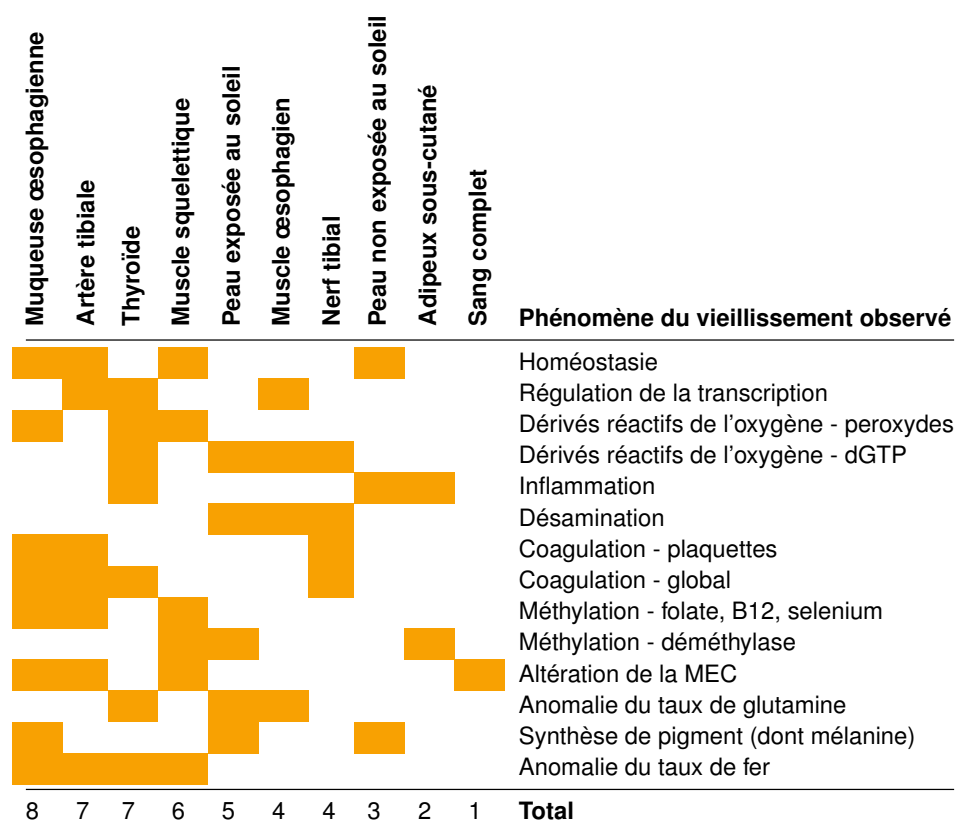 Muqueuse œsophagienne
Artère tibiale
Thyroïde
Muscle squelettique
Peau exposée au soleil
Muscle œsophagien
Nerf tibial
Peau non exposée au soleil
Adipeux sous-cutané
Sang complet
Phénomène du vieillissement observé
Homéostasie
Régulation de la transcription
Dérivés réactifs de l'oxygène - peroxydes
Dérivés réactifs de l'oxygène - dGTP
Inflammation
Désamination
Coagulation - plaquettes
Coagulation - global
Méthylation - folate, B12, selenium
Méthylation - déméthylase
Altération de la MEC
Anomalie du taux de glutamine
Synthèse de pigment (dont mélanine)
Anomalie du taux de fer
8 7 7 6 5 4 4 3 2 1 Total